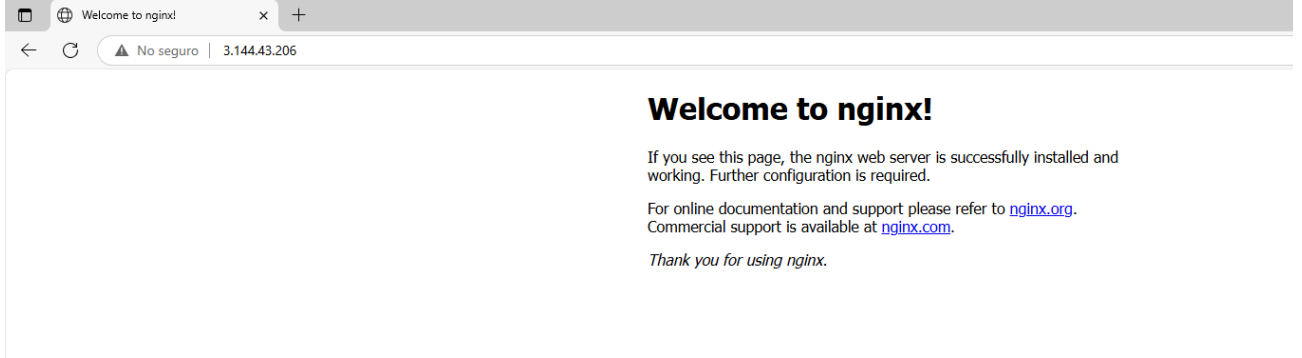 Welcome to nginx!
No seguro | 3.144.43.206
Welcome to nginx!
If you see this page, the nginx web server is successfully installed and
working. Further configuration is required.
For online documentation and support please refer to nginx.org.
Commercial support is available at nginx.com.
Thank you for using nginx.